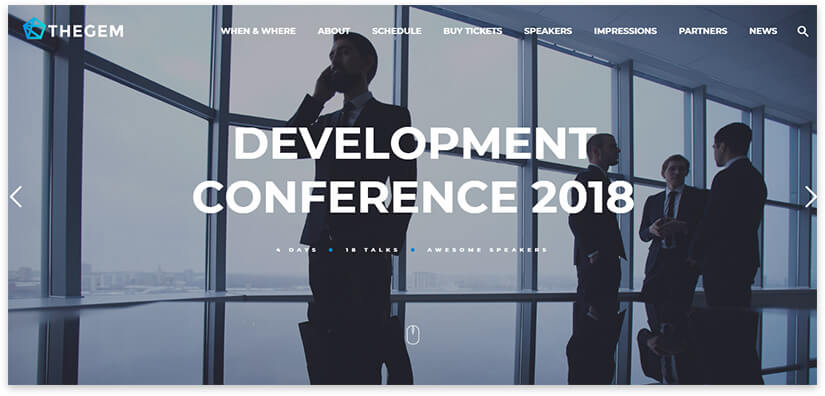 THEGEM
WHEN & WHERE ABOUT SCHEDULE BUY TICKETS SPEAKERS IMPRESSIONS PARTNERS NEWS
DEVELOPMENT
CONFERENCE 2018
4 DAYS • 18 TALKS • AWESOME SPEAKERS